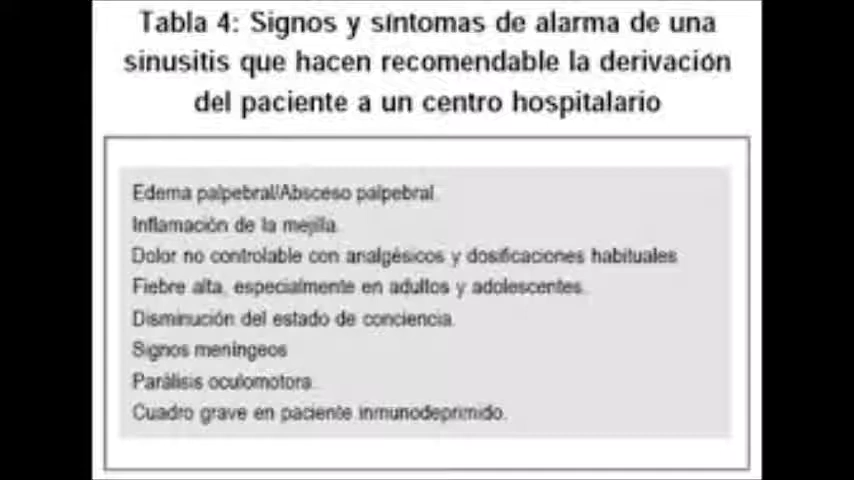 Tabla 4: Signos y síntomas de alarma de una
sinusitis que hacen recomendable la derivación
del paciente a un centro hospitalario
Edema palpebral/Absceso palpebral.
Inflamación de la mejilla.
Dolor no controlable con analgésicos y dosificaciones habituales
Fiebre alta, especialmente en adultos y adolescentes.
Disminución del estado de conciencia.
Signos meníngeos
Parálisis oculomotora.
Cuadro grave en paciente inmunodeprimido.